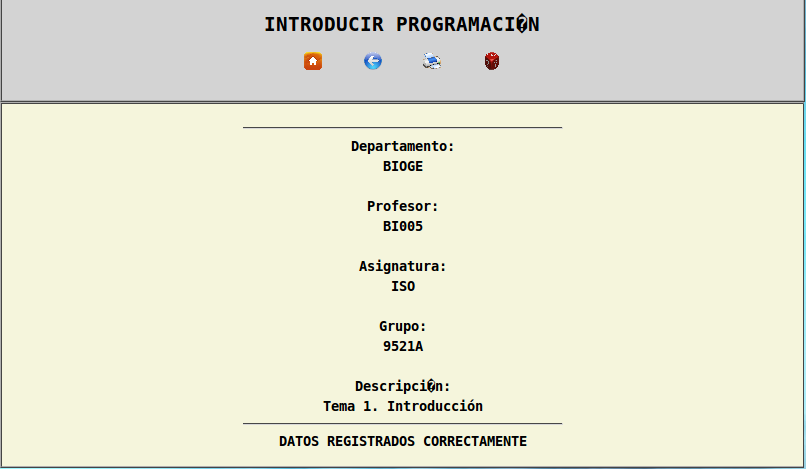 INTRODUCIR PROGRAMACI�N
Departamento:
BIOGE
Profesor:
BI005
Asignatura:
ISO
Grupo:
9521A
Descripci�n:
Tema 1. Introducción
DATOS REGISTRADOS CORRECTAMENTE